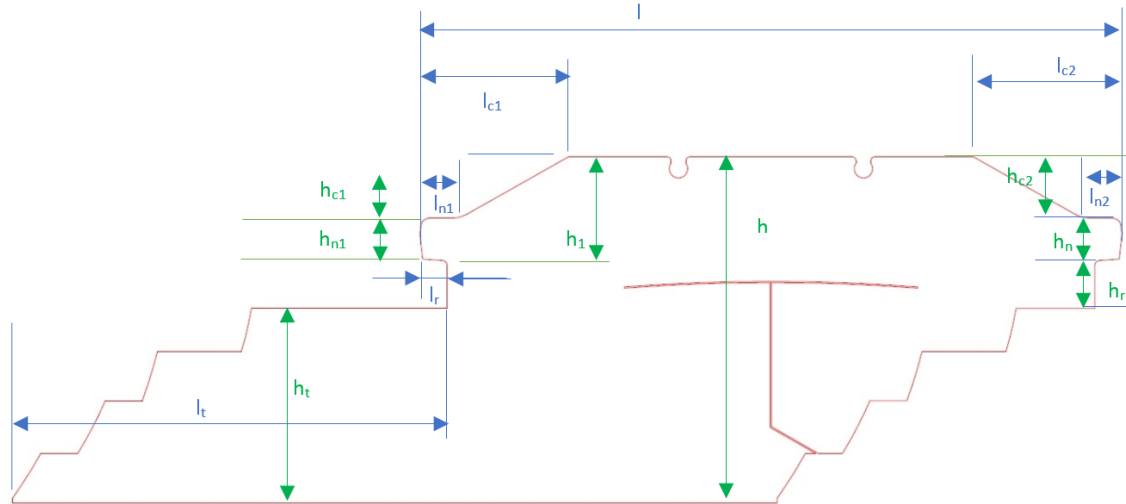 l
l_c1
l_c2
h_c1
l_n1
h_c2
l_n2
h_n1
h_1
h
h_n
l_r
h_r
h_t
l_t